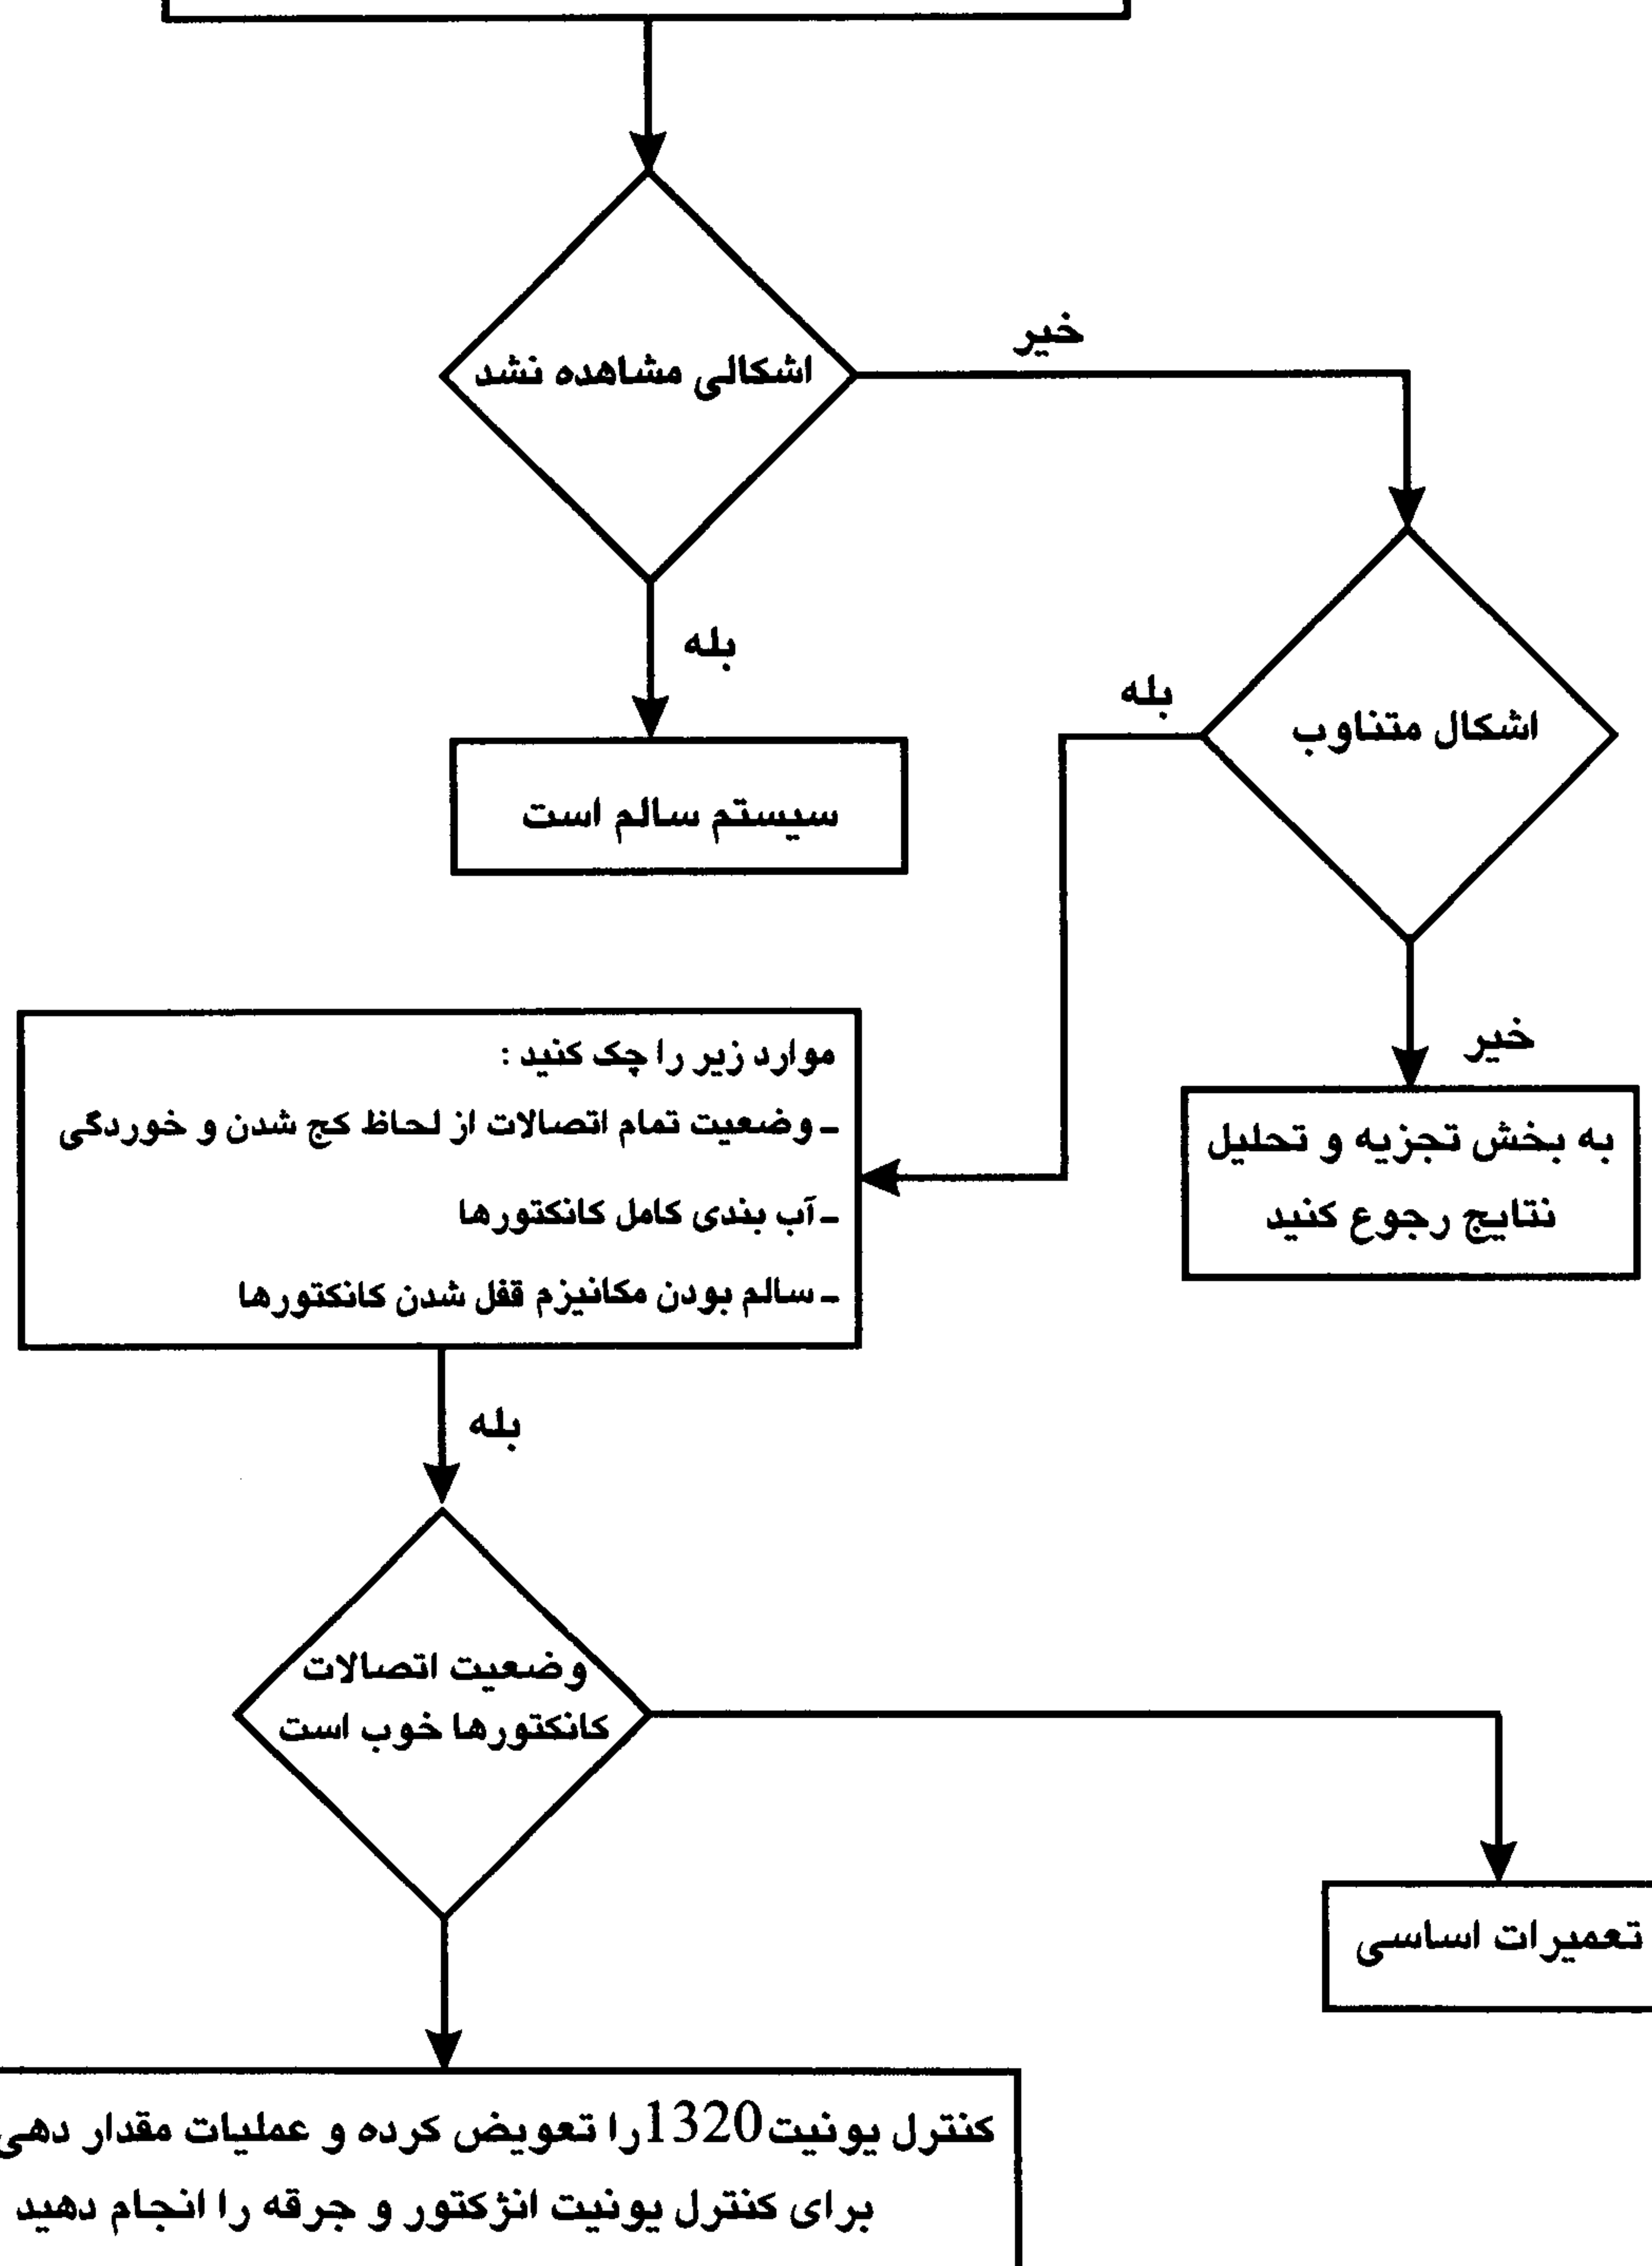 خیر
اشکالی مشاهده نشد
بله
بله
اشکال متناوب
سیستم سالم است
خیر
موارد زیر را چک کنید :
ـ وضعیت تمام اتصالات از لحاظ کج شدن و خوردگی
ـ آب بندی کامل کانکتورها
ـ سالم بودن مکانیزم قفل شدن کانکتورها
به بخش تجزیه و تحلیل
نتایج رجوع کنید
بله
وضعیت اتصالات
کانکتورها خوب است
تعمیرات اساسی
کنترل یونیت 1320را تعویض کرده و عملیات مقدار دهی
برای کنترل یونیت انژکتور و جرقه را انجام دهید